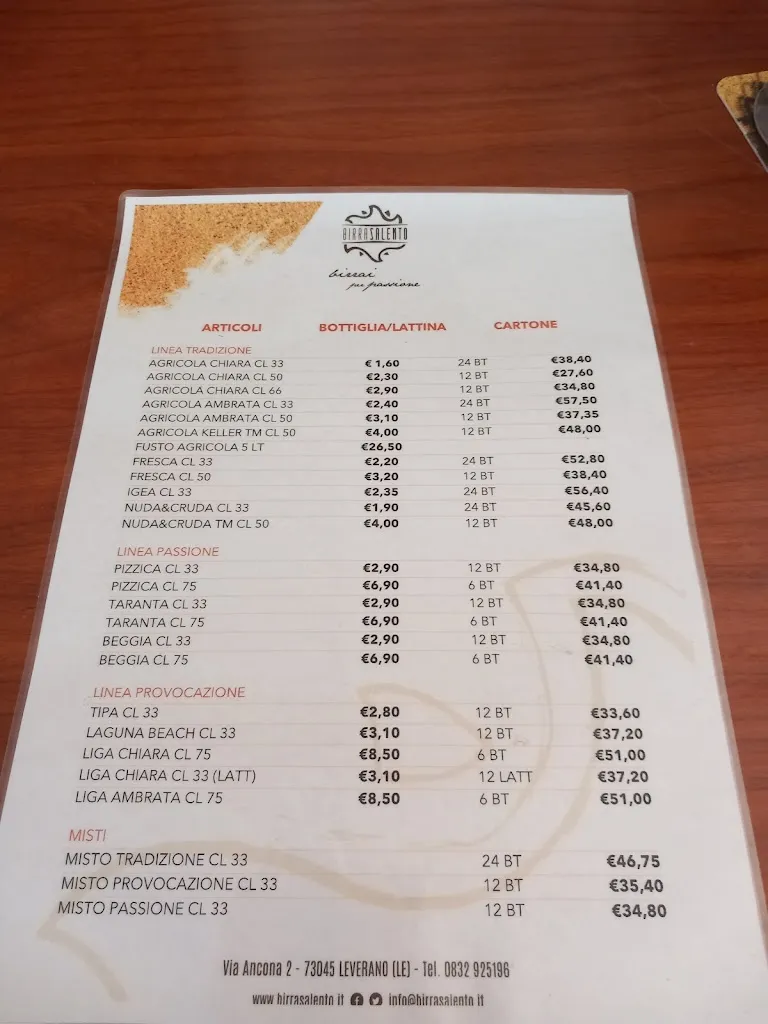 BIRRASALENTO
birrai
per passione
ARTICOLI BOTTIGLIA/LATTINA CARTONE
LINEA TRADIZIONE
AGRICOLA CHIARA CL 33 € 1,60 24 BT €38,40
AGRICOLA CHIARA CL 50 €2,30 12 BT €27,60
AGRICOLA CHIARA CL 66 €2,90 12 BT €34,80
AGRICOLA AMBRATA CL 33 €2,40 24 BT €57,50
AGRICOLA AMBRATA CL 50 €3,10 12 BT €37,35
AGRICOLA KELLER TM CL 50 €4,00 12 BT €48,00
FUSTO AGRICOLA 5 LT €26,50
FRESCA CL 33 €2,20 24 BT €52,80
FRESCA CL 50 €3,20 12 BT €38,40
IGEA CL 33 €2,35 24 BT €56,40
NUDA&CRUDA CL 33 €1,90 24 BT €45,60
NUDA&CRUDA TM CL 50 €4,00 12 BT €48,00
LINEA PASSIONE
PIZZICA CL 33 €2,90 12 BT €34,80
PIZZICA CL 75 €6,90 6 BT €41,40
TARANTA CL 33 €2,90 12 BT €34,80
TARANTA CL 75 €6,90 6 BT €41,40
BEGGIA CL 33 €2,90 12 BT €34,80
BEGGIA CL 75 €6,90 6 BT €41,40
LINEA PROVOCAZIONE
TIPA CL 33 €2,80 12 BT €33,60
LAGUNA BEACH CL 33 €3,10 12 BT €37,20
LIGA CHIARA CL 75 €8,50 6 BT €51,00
LIGA CHIARA CL 33 (LATT) €3,10 12 LATT €37,20
LIGA AMBRATA CL 75 €8,50 6 BT €51,00
MISTI
MISTO TRADIZIONE CL 33 24 BT €46,75
MISTO PROVOCAZIONE CL 33 12 BT €35,40
MISTO PASSIONE CL 33 12 BT €34,80
Via Ancona 2 - 73045 LEVERANO (LE) - Tel. 0832 925196
www.birrasalento.it info@birrasalento.it